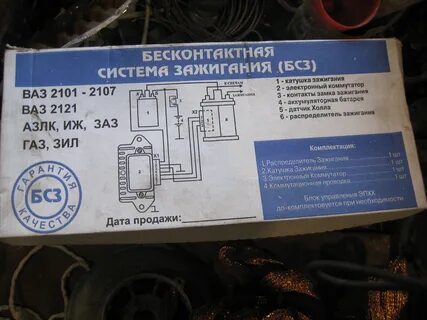 БЕСКОНТАКТНАЯ
СИСТЕМА ЗАЖИГАНИЯ (БСЗ)
ВАЗ 2101 - 2107
ВАЗ 2121
АЗЛК, ИЖ, ЗАЗ
ГАЗ, ЗИЛ
1 - катушка зажигания
2 - электронный коммутатор
3 - контакты замка зажигания
4 - аккумуляторная батарея
5 - датчик Холла
6 - распределитель зажигания
ГАРАНТИЯ
БСЗ
КАЧЕСТВА
Дата продажи:
Комплектация:
1. Распределитель Зажигания 1 шт
2. Катушка Зажигания 1 шт
3. Электронный Коммутатор 1 шт
4. Коммутационная проводка 1 шт
Блок управления ЭПХХ
до-комплектуется при необходимости